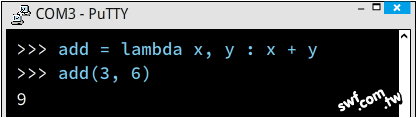 COM3 - PuTTY
>>> add = lambda x, y : x + y
>>> add(3, 6)
9
swf.com.tw